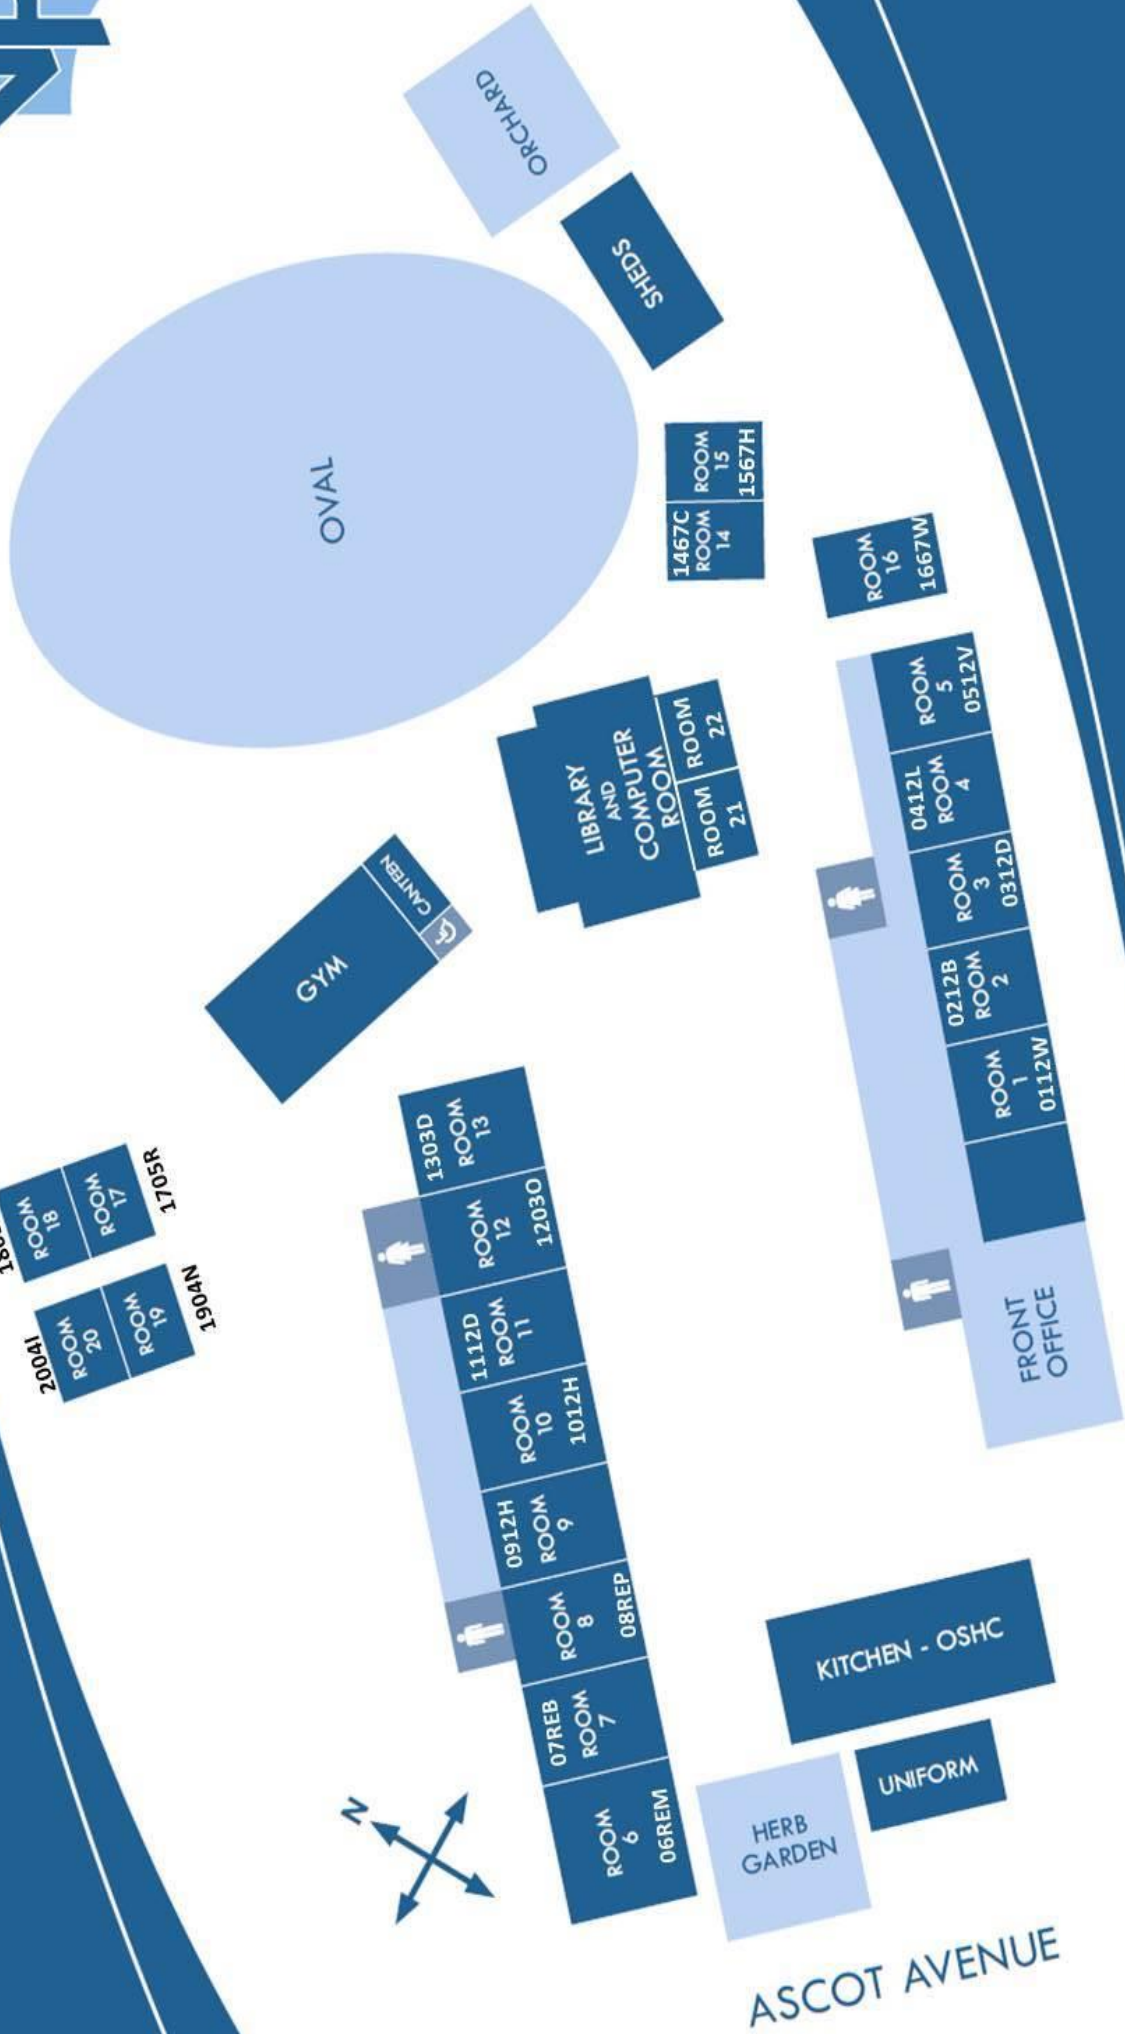 ORCHARD
SHEDS
OVAL
ROOM
15
1567H
1467C
ROOM
14
ROOM
16
1667W
LIBRARY
AND
COMPUTER
ROOM
ROOM
22
ROOM
21
ROOM
5
0512V
0412L
ROOM
4
ROOM
3
0312D
0212B
ROOM
2
ROOM
1
0112W
FRONT
OFFICE
CANTEEN
GYM
ROOM
18
ROOM
17
1705R
2004I
ROOM
20
ROOM
19
1904N
1303D
ROOM
13
ROOM
12
1203O
1112D
ROOM
11
ROOM
10
1012H
0912H
ROOM
9
ROOM
8
08REP
07REB
ROOM
7
ROOM
6
06REM
N
KITCHEN - OSHC
UNIFORM
HERB
GARDEN
ASCOT AVENUE